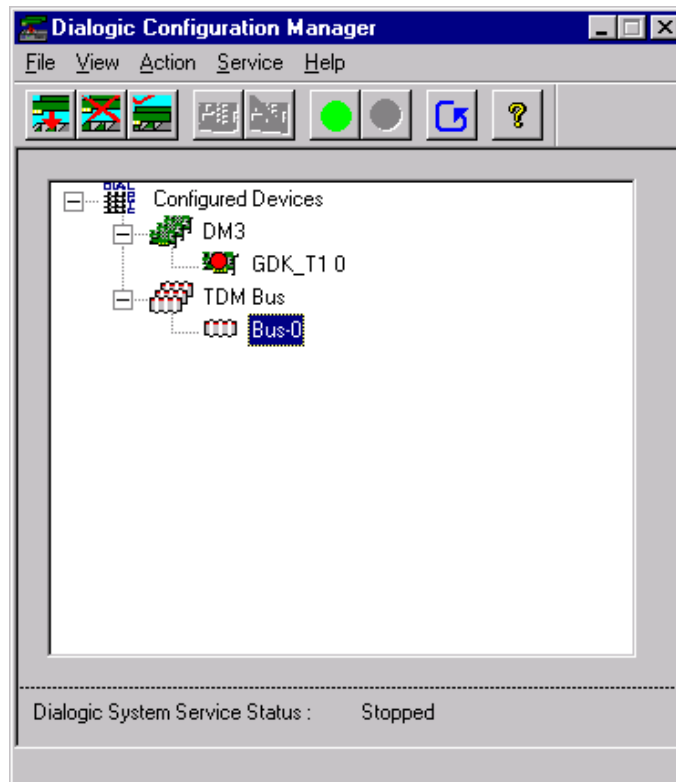 Dialogic Configuration Manager
File View Action Service Help
Configured Devices
DM3
GDK_T1 0
TDM Bus
Bus-0
Dialogic System Service Status : Stopped